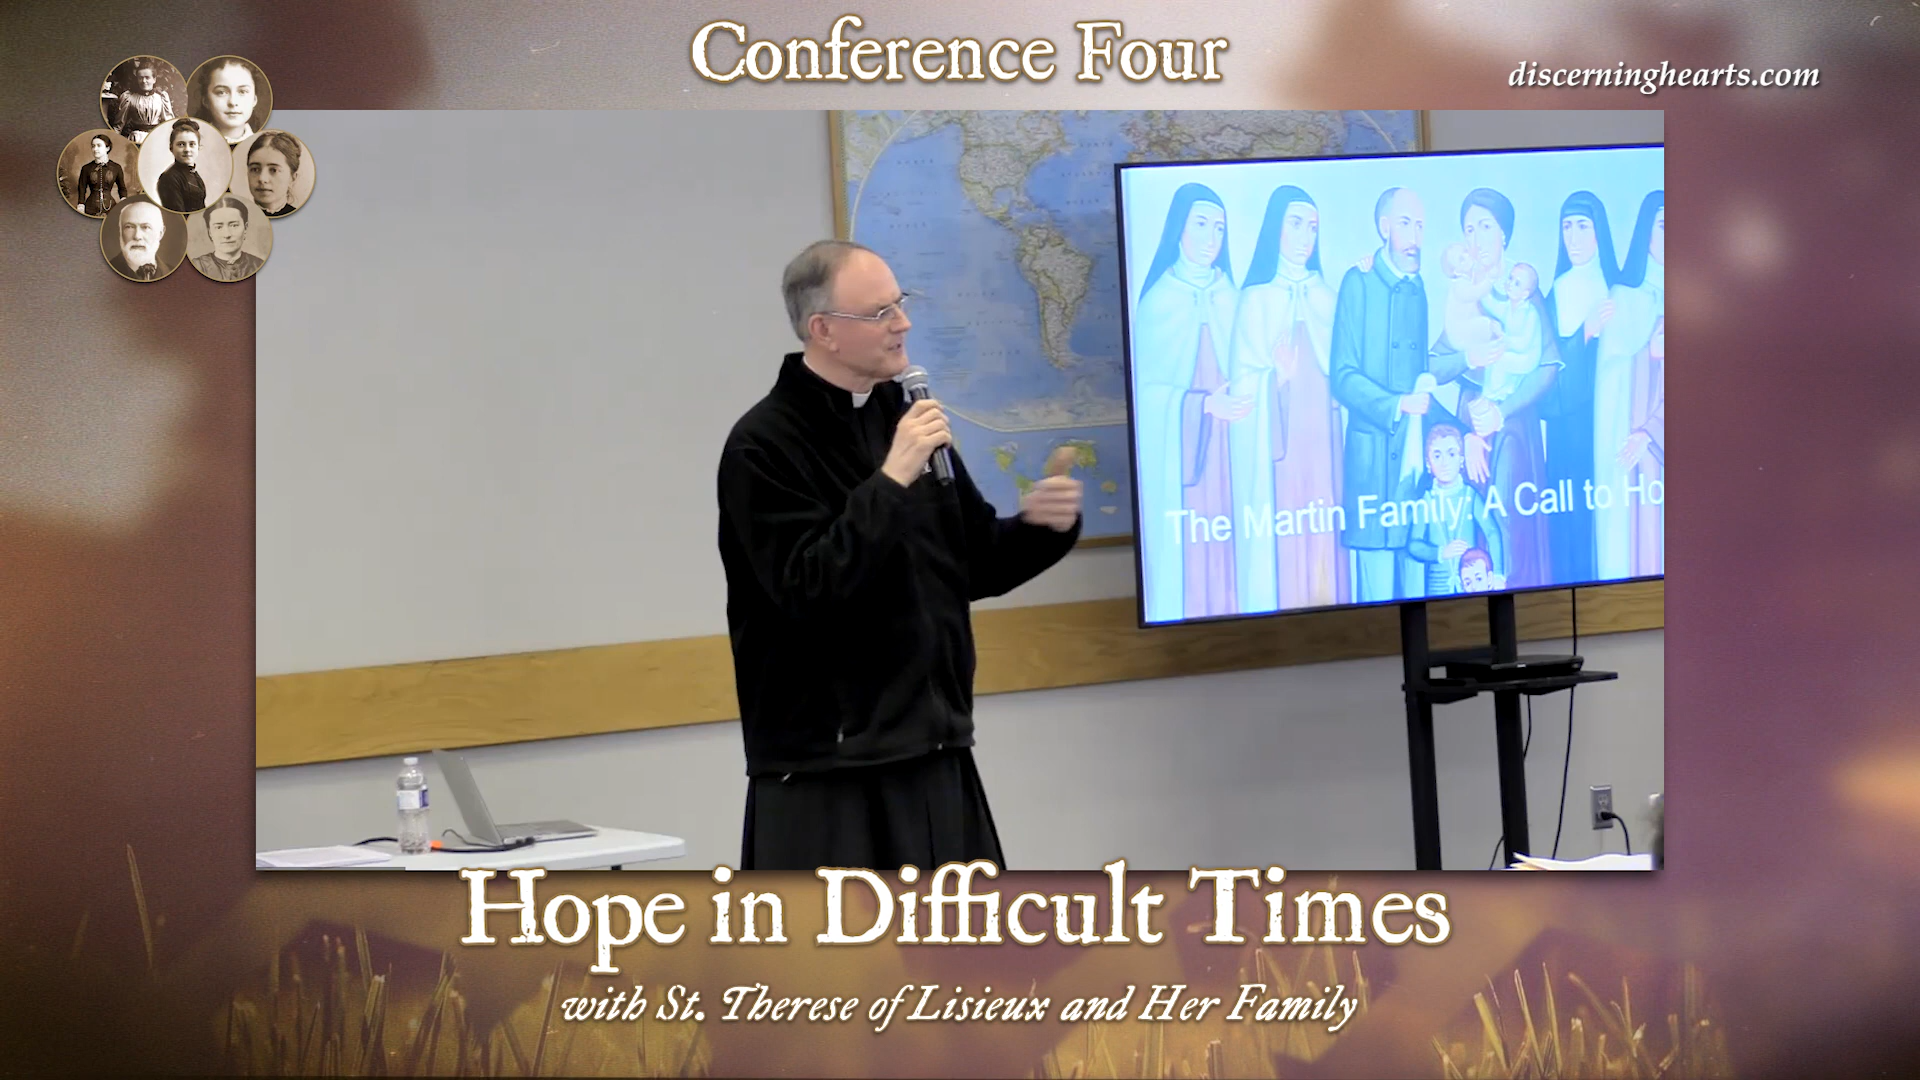 Conference Four
discerninghearts.com
The Martin Family: A Call to Ho
Hope in Difficult Times
with St. Therese of Lisieux and Her Family